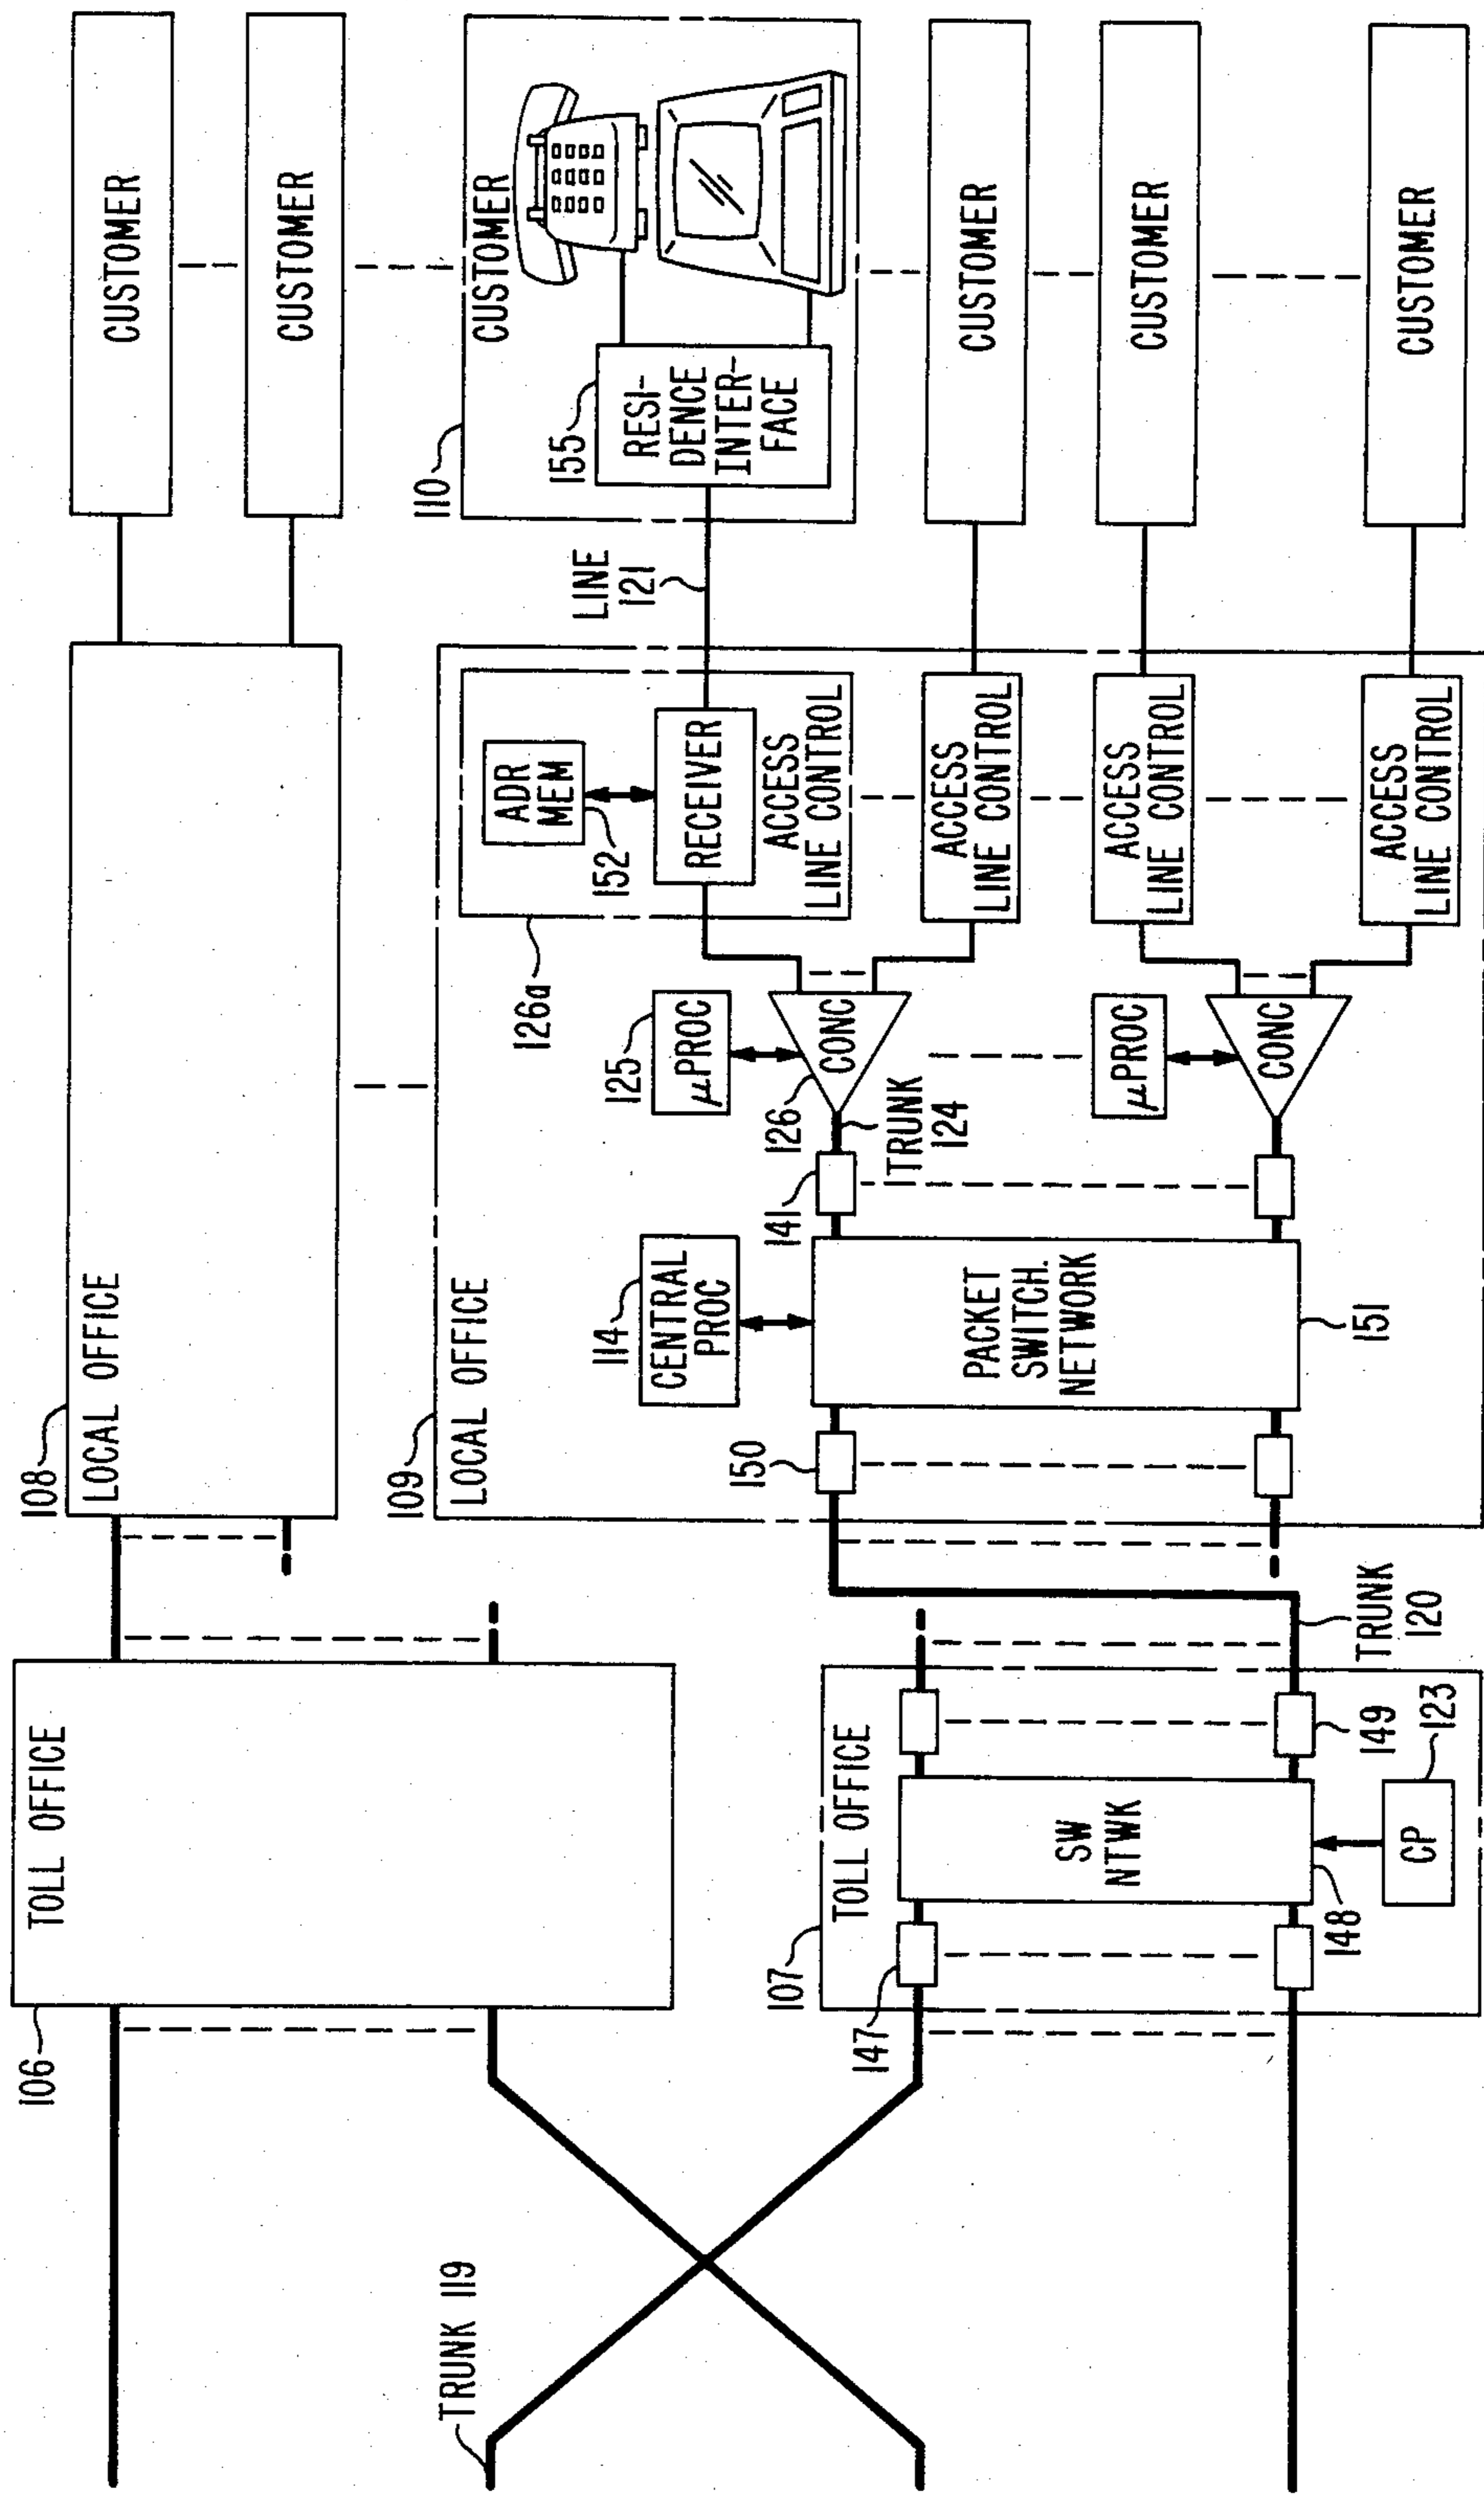 106
TOLL OFFICE
108
LOCAL OFFICE
CUSTOMER
CUSTOMER
TRUNK 119
107
TOLL OFFICE
147
SW
NTWK
148
CP
123
149
TRUNK
120
109
LOCAL OFFICE
150
114
CENTRAL
PROC
PACKET
SWITCH.
NETWORK
151
141
TRUNK
124
125
μPROC
126
CONC
μPROC
CONC
126a
ADR
MEM
152
RECEIVER
ACCESS
LINE CONTROL
ACCESS
LINE CONTROL
ACCESS
LINE CONTROL
ACCESS
LINE CONTROL
LINE
121
110
CUSTOMER
155
RESI-
DENCE
INTER-
FACE
CUSTOMER
CUSTOMER
CUSTOMER